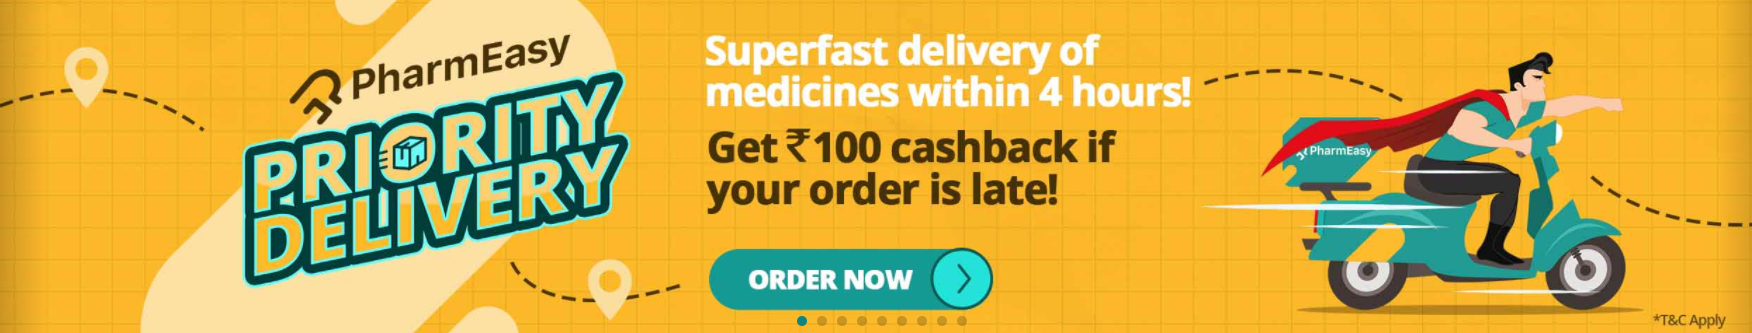 PharmEasy
PRIORITY
DELIVERY
Superfast delivery of
medicines within 4 hours!
Get ₹100 cashback if
your order is late!
ORDER NOW
PharmEasy
*T&C Apply